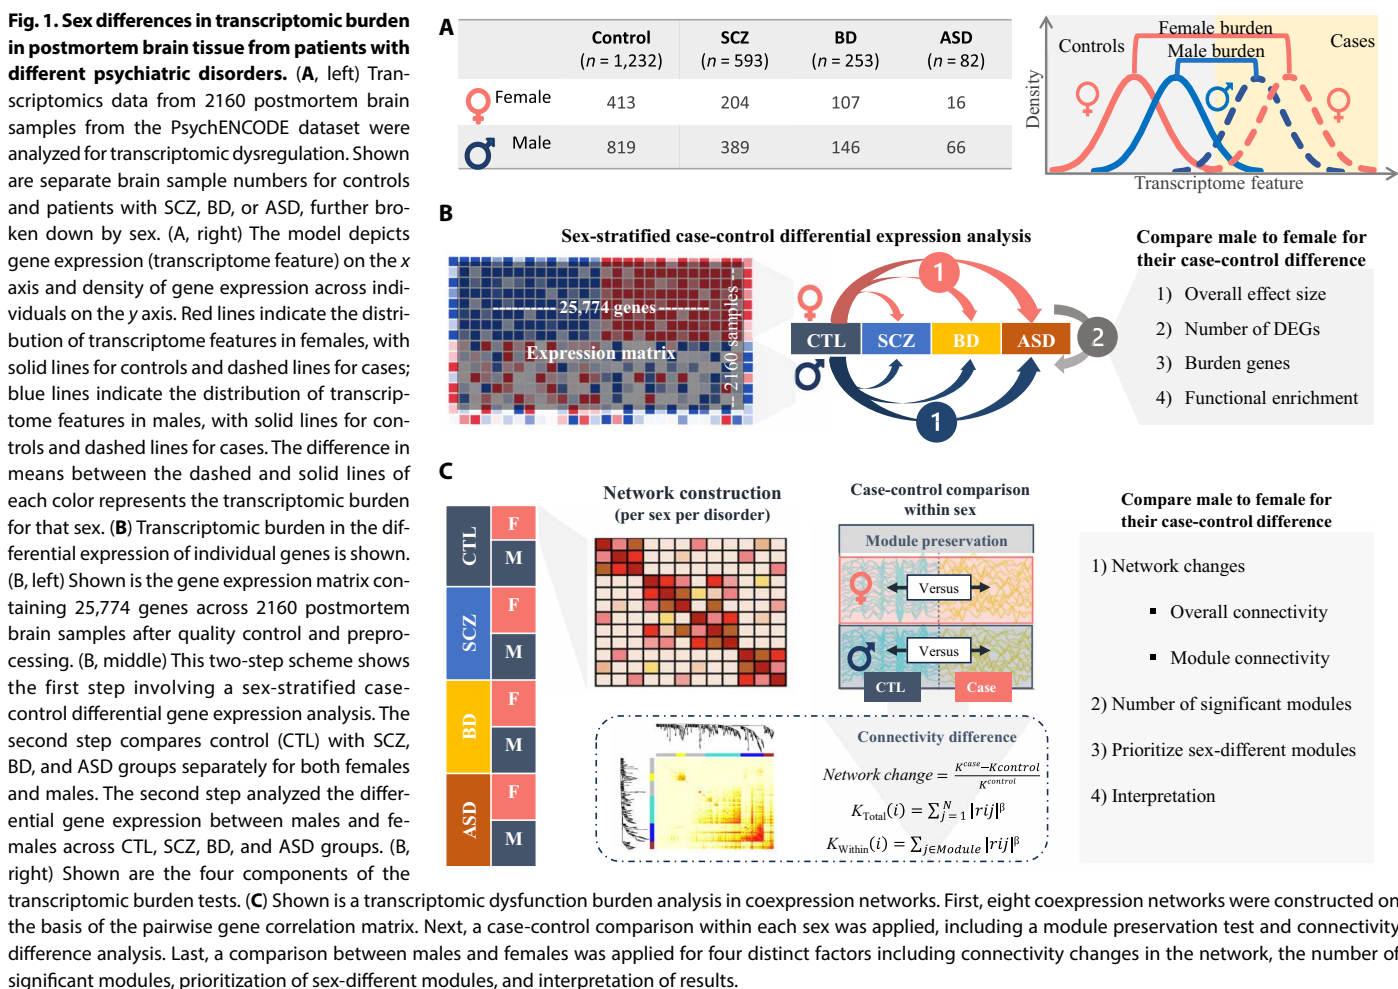 Fig. 1. Sex differences in transcriptomic burden
in postmortem brain tissue from patients with
different psychiatric disorders. (A, left) Tran-
scriptomics data from 2160 postmortem brain
samples from the PsychENCODE dataset were
analyzed for transcriptomic dysregulation. Shown
are separate brain sample numbers for controls
and patients with SCZ, BD, or ASD, further bro-
ken down by sex. (A, right) The model depicts
gene expression (transcriptome feature) on the x
axis and density of gene expression across indi-
viduals on the y axis. Red lines indicate the distri-
bution of transcriptome features in females, with
solid lines for controls and dashed lines for cases;
blue lines indicate the distribution of transcrip-
tome features in males, with solid lines for con-
trols and dashed lines for cases. The difference in
means between the dashed and solid lines of
each color represents the transcriptomic burden
for that sex. (B) Transcriptomic burden in the dif-
ferential expression of individual genes is shown.
(B, left) Shown is the gene expression matrix con-
taining 25,774 genes across 2160 postmortem
brain samples after quality control and prepro-
cessing. (B, middle) This two-step scheme shows
the first step involving a sex-stratified case-
control differential gene expression analysis. The
second step compares control (CTL) with SCZ,
BD, and ASD groups separately for both females
and males. The second step analyzed the differ-
ential gene expression between males and fe-
males across CTL, SCZ, BD, and ASD groups. (B,
right) Shown are the four components of the
transcriptomic burden tests. (C) Shown is a transcriptomic dysfunction burden analysis in coexpression networks. First, eight coexpression networks were constructed on
the basis of the pairwise gene correlation matrix. Next, a case-control comparison within each sex was applied, including a module preservation test and connectivity
difference analysis. Last, a comparison between males and females was applied for four distinct factors including connectivity changes in the network, the number of
significant modules, prioritization of sex-different modules, and interpretation of results.
A
Control SCZ BD ASD
(n = 1,232) (n = 593) (n = 253) (n = 82)
♀ Female 413 204 107 16
♂ Male 819 389 146 66
Female burden
Controls Male burden Cases
Density
♀ ♂ ♀
Transcriptome feature
B
Sex-stratified case-control differential expression analysis
25,774 genes
Expression matrix
-- 2160 samples --
♀
1
CTL SCZ BD ASD
2
♂
1
Compare male to female for
their case-control difference
1) Overall effect size
2) Number of DEGs
3) Burden genes
4) Functional enrichment
C
CTL F
M
SCZ F
M
BD F
M
ASD F
M
Network construction
(per sex per disorder)
Case-control comparison
within sex
Module preservation
♀ Versus
♂ Versus
CTL Case
Connectivity difference
Network change = (K^case−Kcontrol)/K^control
K_Total(i) = ∑_{j=1}^{N} |rij|^β
K_Within(i) = ∑_{j∈Module} |rij|^β
Compare male to female for
their case-control difference
1) Network changes
▪ Overall connectivity
▪ Module connectivity
2) Number of significant modules
3) Prioritize sex-different modules
4) Interpretation